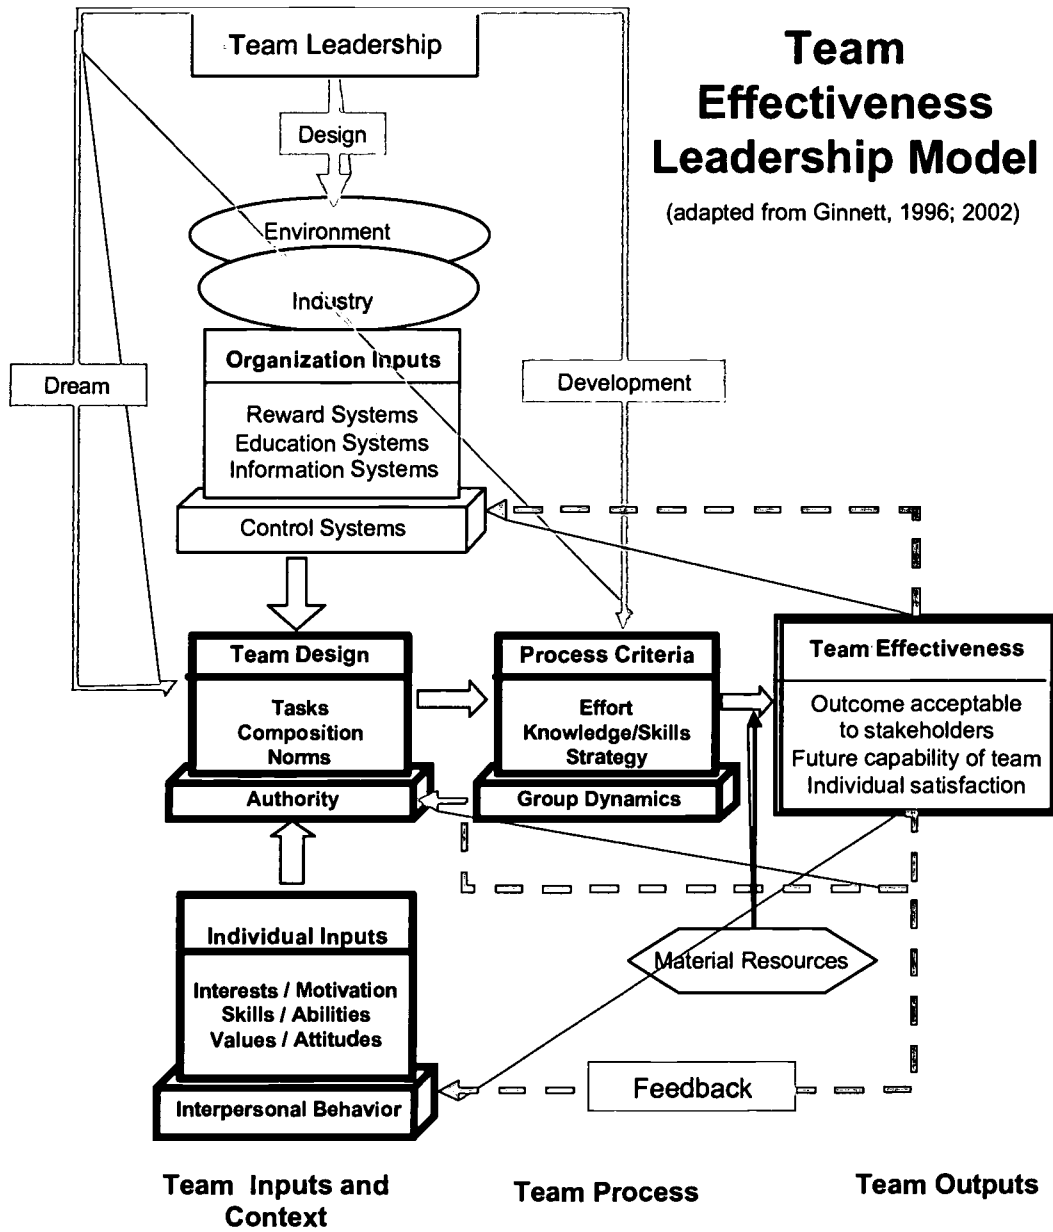 Team Leadership
Team
Effectiveness
Leadership Model
(adapted from Ginnett, 1996; 2002)
Design
Environment
Industry
Organization Inputs
Reward Systems
Education Systems
Information Systems
Control Systems
Dream
Development
Team Design
Tasks
Composition
Norms
Authority
Process Criteria
Effort
Knowledge/Skills
Strategy
Group Dynamics
Team Effectiveness
Outcome acceptable
to stakeholders
Future capability of team
Individual satisfaction
Individual Inputs
Interests / Motivation
Skills / Abilities
Values / Attitudes
Interpersonal Behavior
Material Resources
Feedback
Team Inputs and
Context
Team Process
Team Outputs